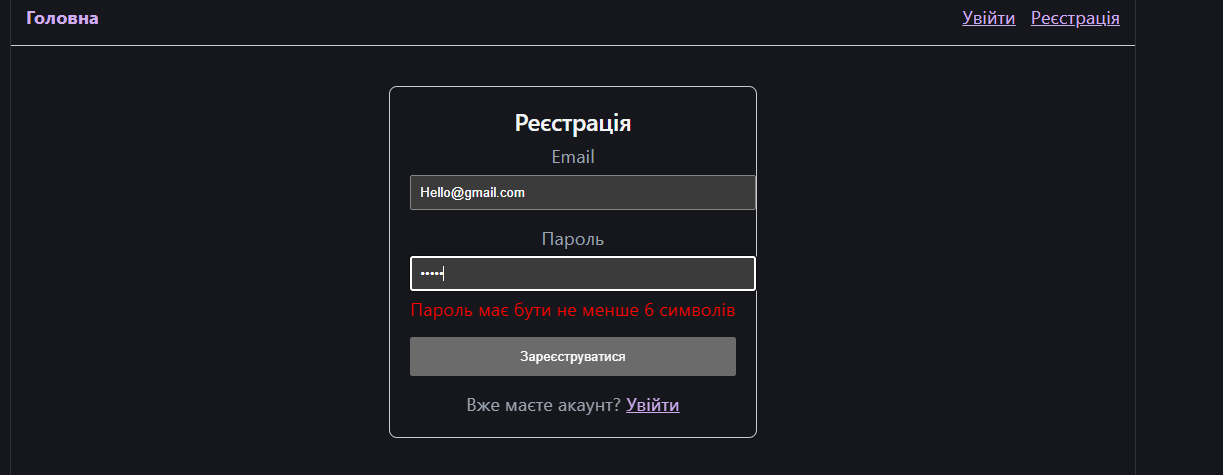 Головна Увійти Реєстрація
Реєстрація
Email
Hello@gmail.com
Пароль
•••••
Пароль має бути не менше 6 символів
Зареєструватися
Вже маєте акаунт? Увійти